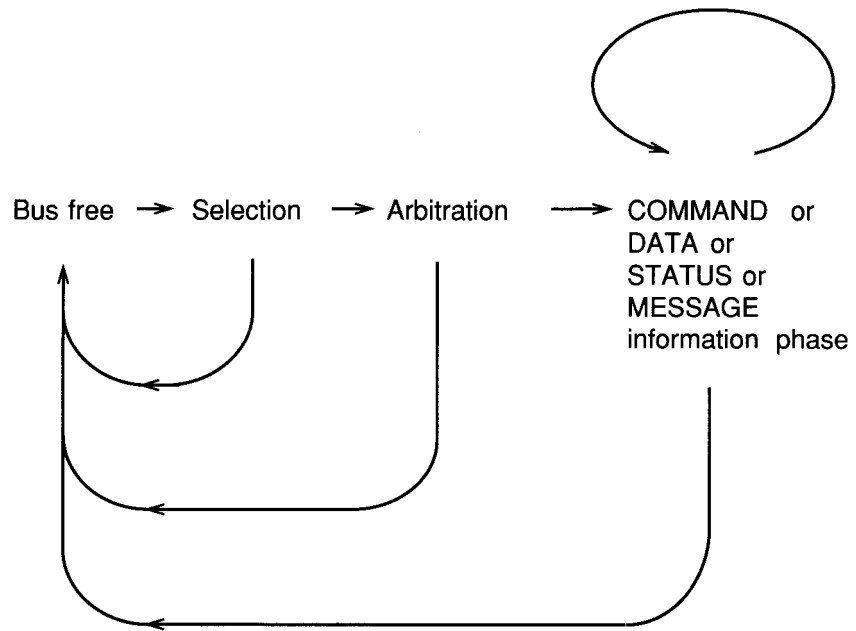 Bus free → Selection → Arbitration → COMMAND or
DATA or
STATUS or
MESSAGE
information phase